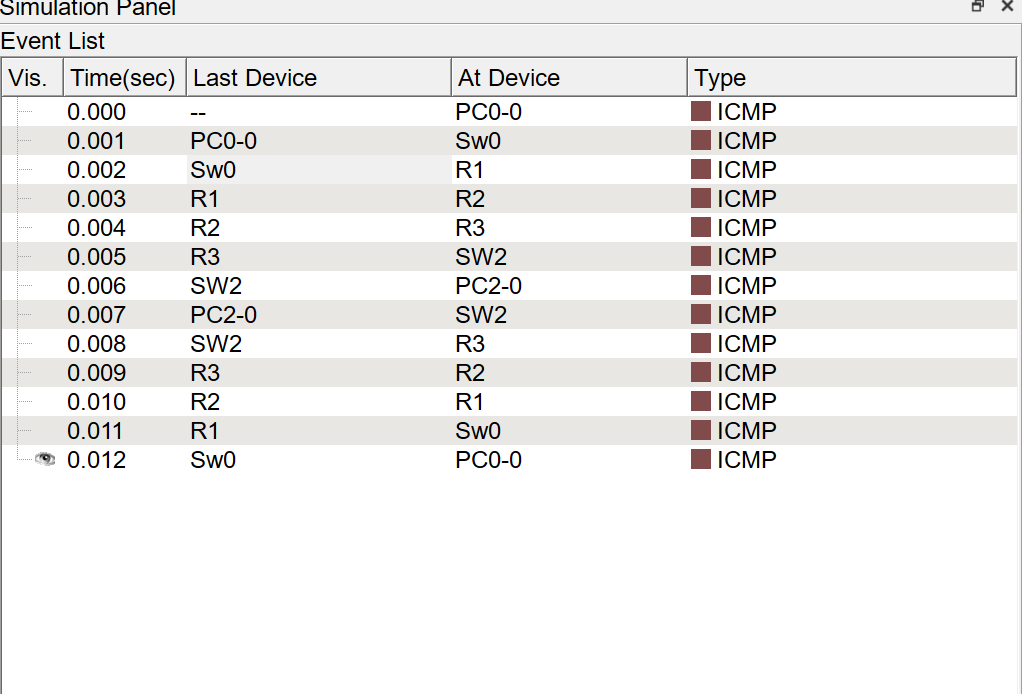 Simulation Panel
Event List
Vis. Time(sec) Last Device At Device Type
0.000 -- PC0-0 ICMP
0.001 PC0-0 Sw0 ICMP
0.002 Sw0 R1 ICMP
0.003 R1 R2 ICMP
0.004 R2 R3 ICMP
0.005 R3 SW2 ICMP
0.006 SW2 PC2-0 ICMP
0.007 PC2-0 SW2 ICMP
0.008 SW2 R3 ICMP
0.009 R3 R2 ICMP
0.010 R2 R1 ICMP
0.011 R1 Sw0 ICMP
0.012 Sw0 PC0-0 ICMP